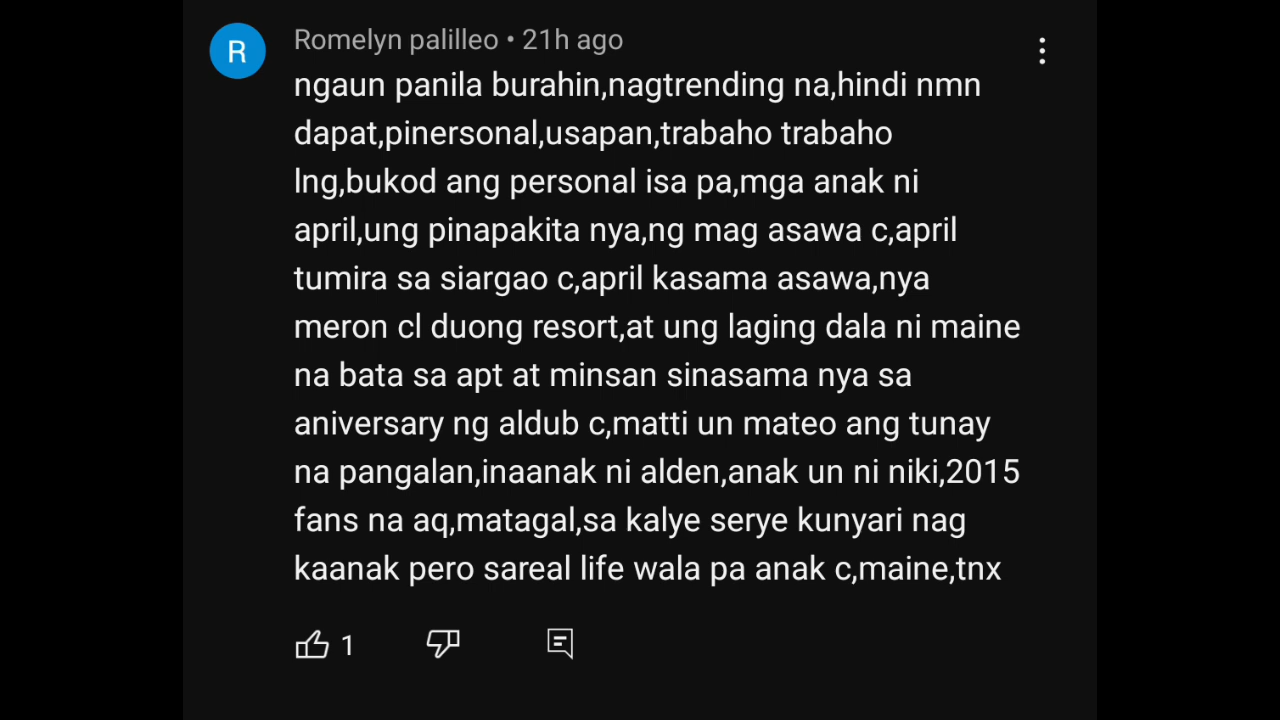 R
Romelyn palilleo • 21h ago
ngaun panila burahin,nagtrending na,hindi nmn
dapat,pinersonal,usapan,trabaho trabaho
lng,bukod ang personal isa pa,mga anak ni
april,ung pinapakita nya,ng mag asawa c,april
tumira sa siargao c,april kasama asawa,nya
meron cl duong resort,at ung laging dala ni maine
na bata sa apt at minsan sinasama nya sa
aniversary ng aldub c,matti un mateo ang tunay
na pangalan,inaanak ni alden,anak un ni niki,2015
fans na aq,matagal,sa kalye serye kunyari nag
kaanak pero sareal life wala pa anak c,maine,tnx
1